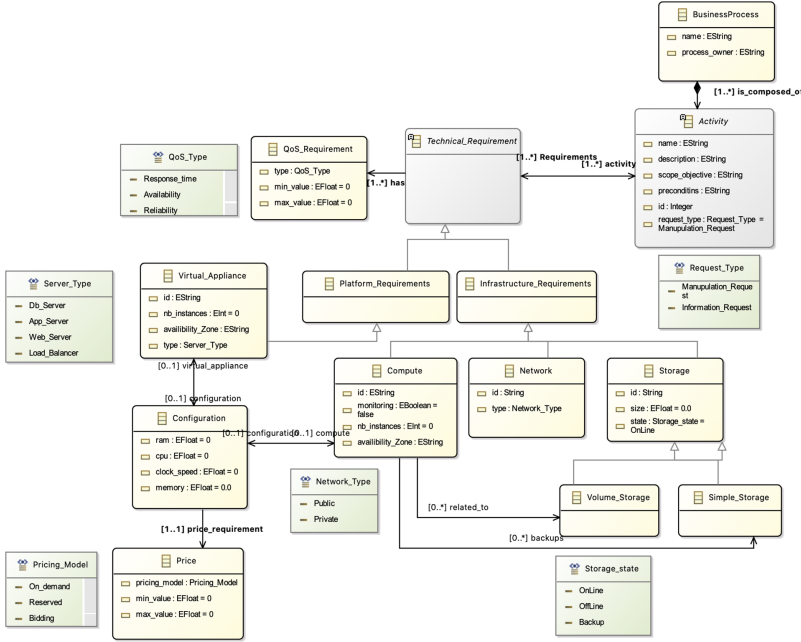 BusinessProcess
name : EString
process_owner : EString
[1..*] is_composed_of
Activity
name : EString
description : EString
scope_objective : EString
preconditins : EString
id : Integer
request_type : Request_Type =
Manupulation_Request
Technical_Requirement
[1..*] Requirements
[1..*] activity
QoS_Requirement
type : QoS_Type
min_value : EFloat = 0
max_value : EFloat = 0
[1..*] has
QoS_Type
Response_time
Availability
Reliability
Request_Type
Manupulation_Reque
st
Information_Request
Server_Type
Db_Server
App_Server
Web_Server
Load_Balancer
Virtual_Appliance
id : EString
nb_instances : EInt = 0
availibility_Zone : EString
type : Server_Type
Platform_Requirements
Infrastructure_Requirements
[0..1] virtual_appliance
[0..1] configuration
Compute
id : EString
monitoring : EBoolean =
false
nb_instances : EInt = 0
availibility_Zone : EString
Network
id : String
type : Network_Type
Storage
id : String
size : EFloat = 0.0
state : Storage_state =
OnLine
Configuration
ram : EFloat = 0
cpu : EFloat = 0
clock_speed : EFloat = 0
memory : EFloat = 0.0
[0..1] configuration
[0..1] compute
Network_Type
Public
Private
Volume_Storage
Simple_Storage
[0..*] related_to
[0..*] backups
[1..1] price_requirement
Pricing_Model
On_demand
Reserved
Bidding
Price
pricing_model : Pricing_Model
min_value : EFloat = 0
max_value : EFloat = 0
Storage_state
OnLine
OffLine
Backup